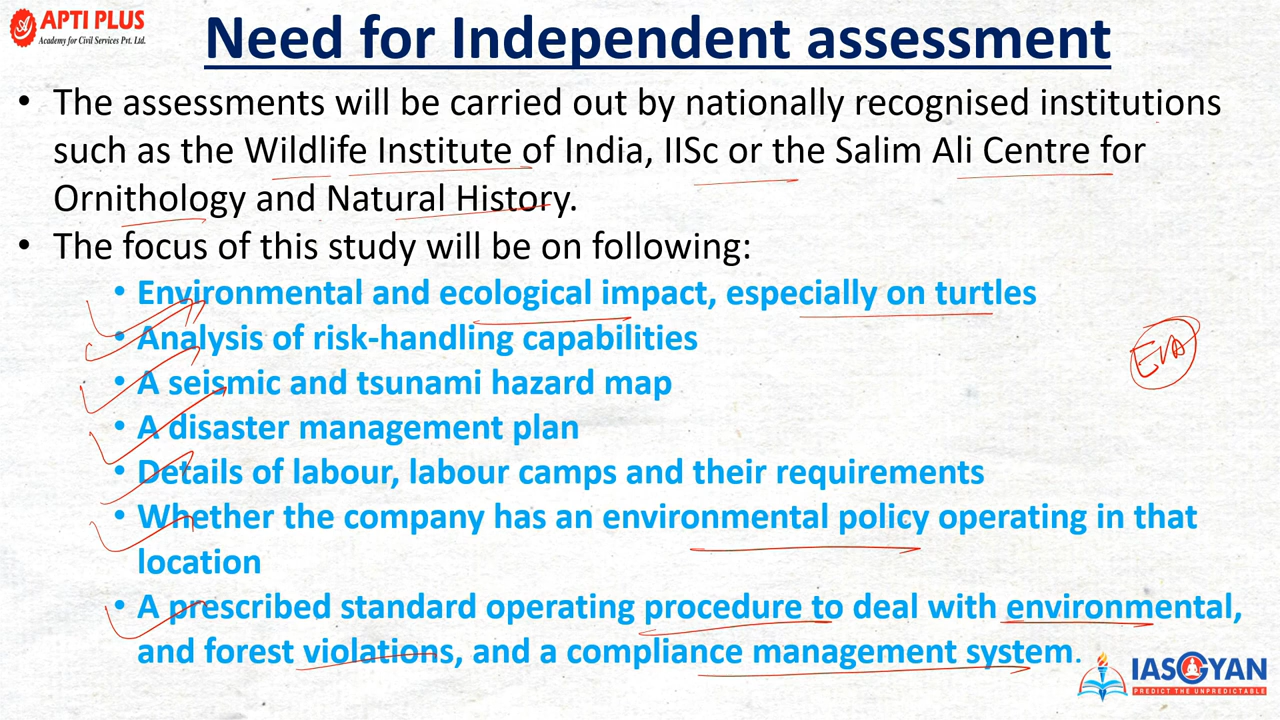 APTI PLUS
Academy for Civil Services Pvt. Ltd.
Need for Independent assessment
• The assessments will be carried out by nationally recognised institutions
such as the Wildlife Institute of India, IISc or the Salim Ali Centre for
Ornithology and Natural History.
• The focus of this study will be on following:
• Environmental and ecological impact, especially on turtles
• Analysis of risk-handling capabilities
• A seismic and tsunami hazard map
EIA
• A disaster management plan
• Details of labour, labour camps and their requirements
• Whether the company has an environmental policy operating in that
location
• A prescribed standard operating procedure to deal with environmental,
and forest violations, and a compliance management system.
IASGYAN
PREDICT THE UNPREDICTABLE